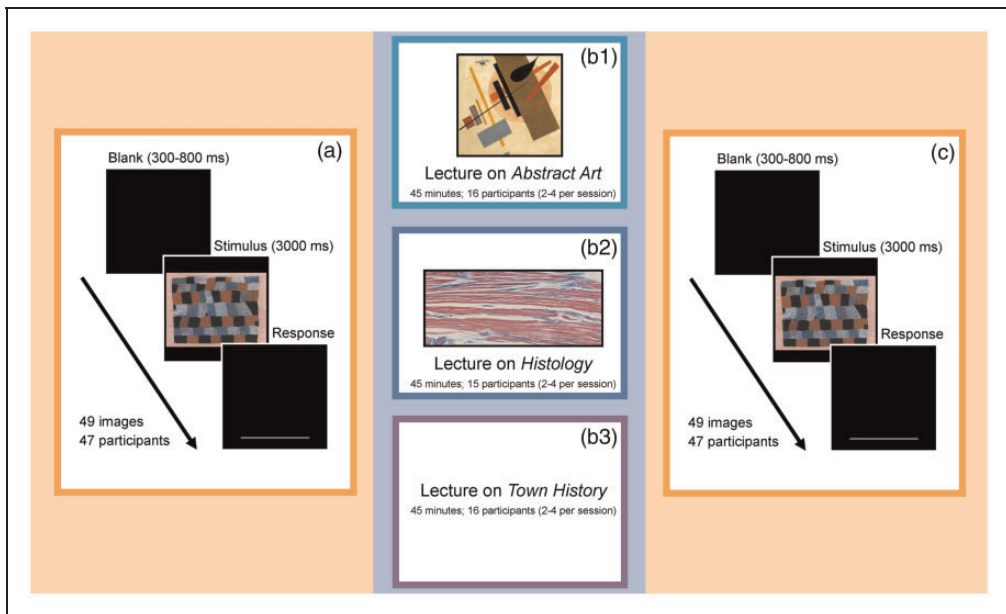 (a)
Blank (300-800 ms)
Stimulus (3000 ms)
Response
49 images
47 participants
(b1)
Lecture on Abstract Art
45 minutes; 16 participants (2-4 per session)
(b2)
Lecture on Histology
45 minutes; 15 participants (2-4 per session)
(b3)
Lecture on Town History
45 minutes; 16 participants (2-4 per session)
(c)
Blank (300-800 ms)
Stimulus (3000 ms)
Response
49 images
47 participants